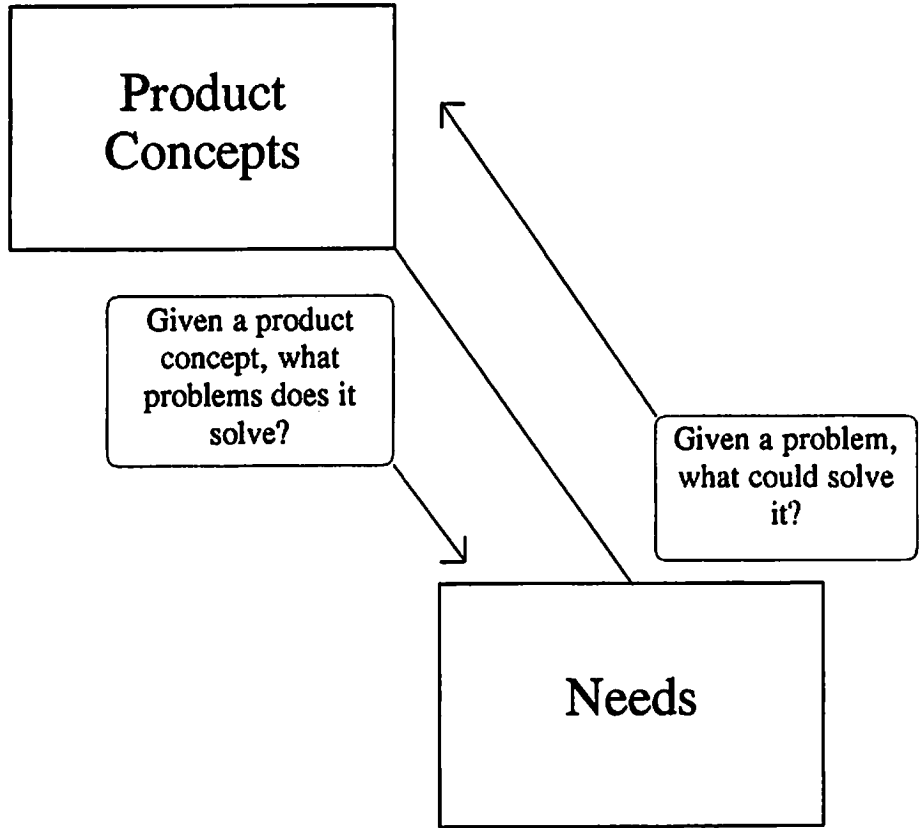 Product
Concepts
Given a product
concept, what
problems does it
solve?
Given a problem,
what could solve
it?
Needs